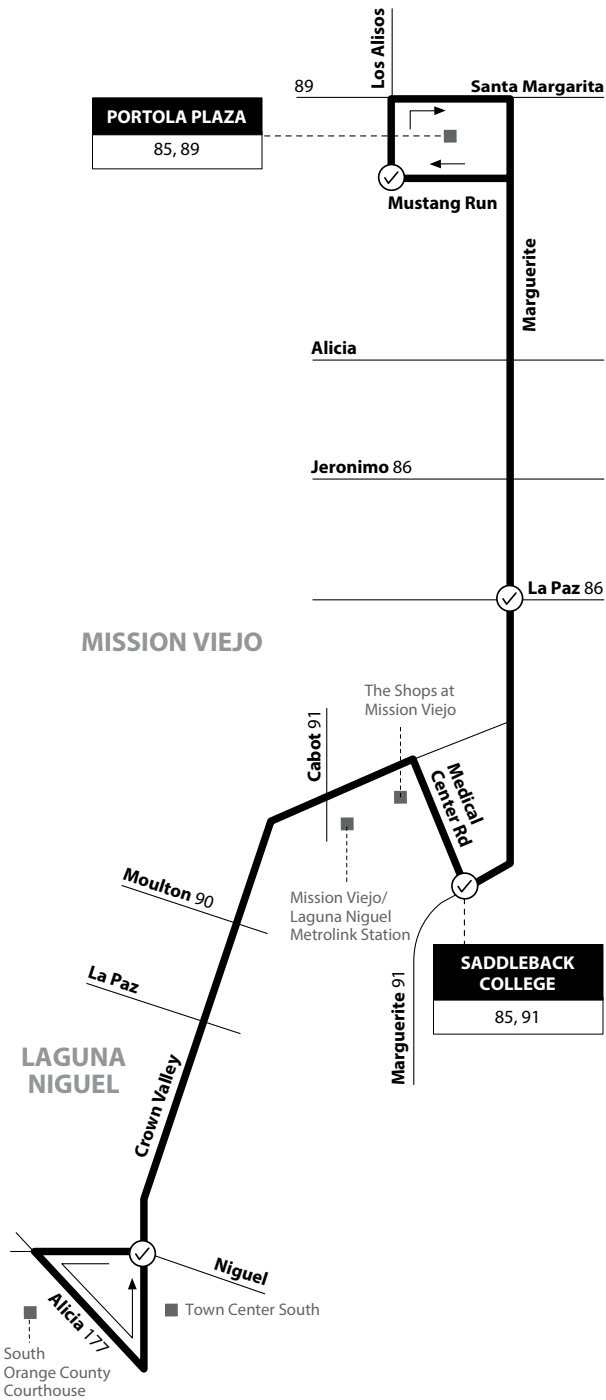 Los Alisos
89
Santa Margarita
PORTOLA PLAZA
85, 89
Mustang Run
Marguerite
Alicia
Jeronimo 86
La Paz 86
MISSION VIEJO
The Shops at
Mission Viejo
Cabot 91
Medical
Center Rd
Moulton 90
Mission Viejo/
Laguna Niguel
Metrolink Station
La Paz
SADDLEBACK
COLLEGE
85, 91
Marguerite 91
LAGUNA
NIGUEL
Crown Valley
Niguel
Alicia 177
Town Center South
South
Orange County
Courthouse